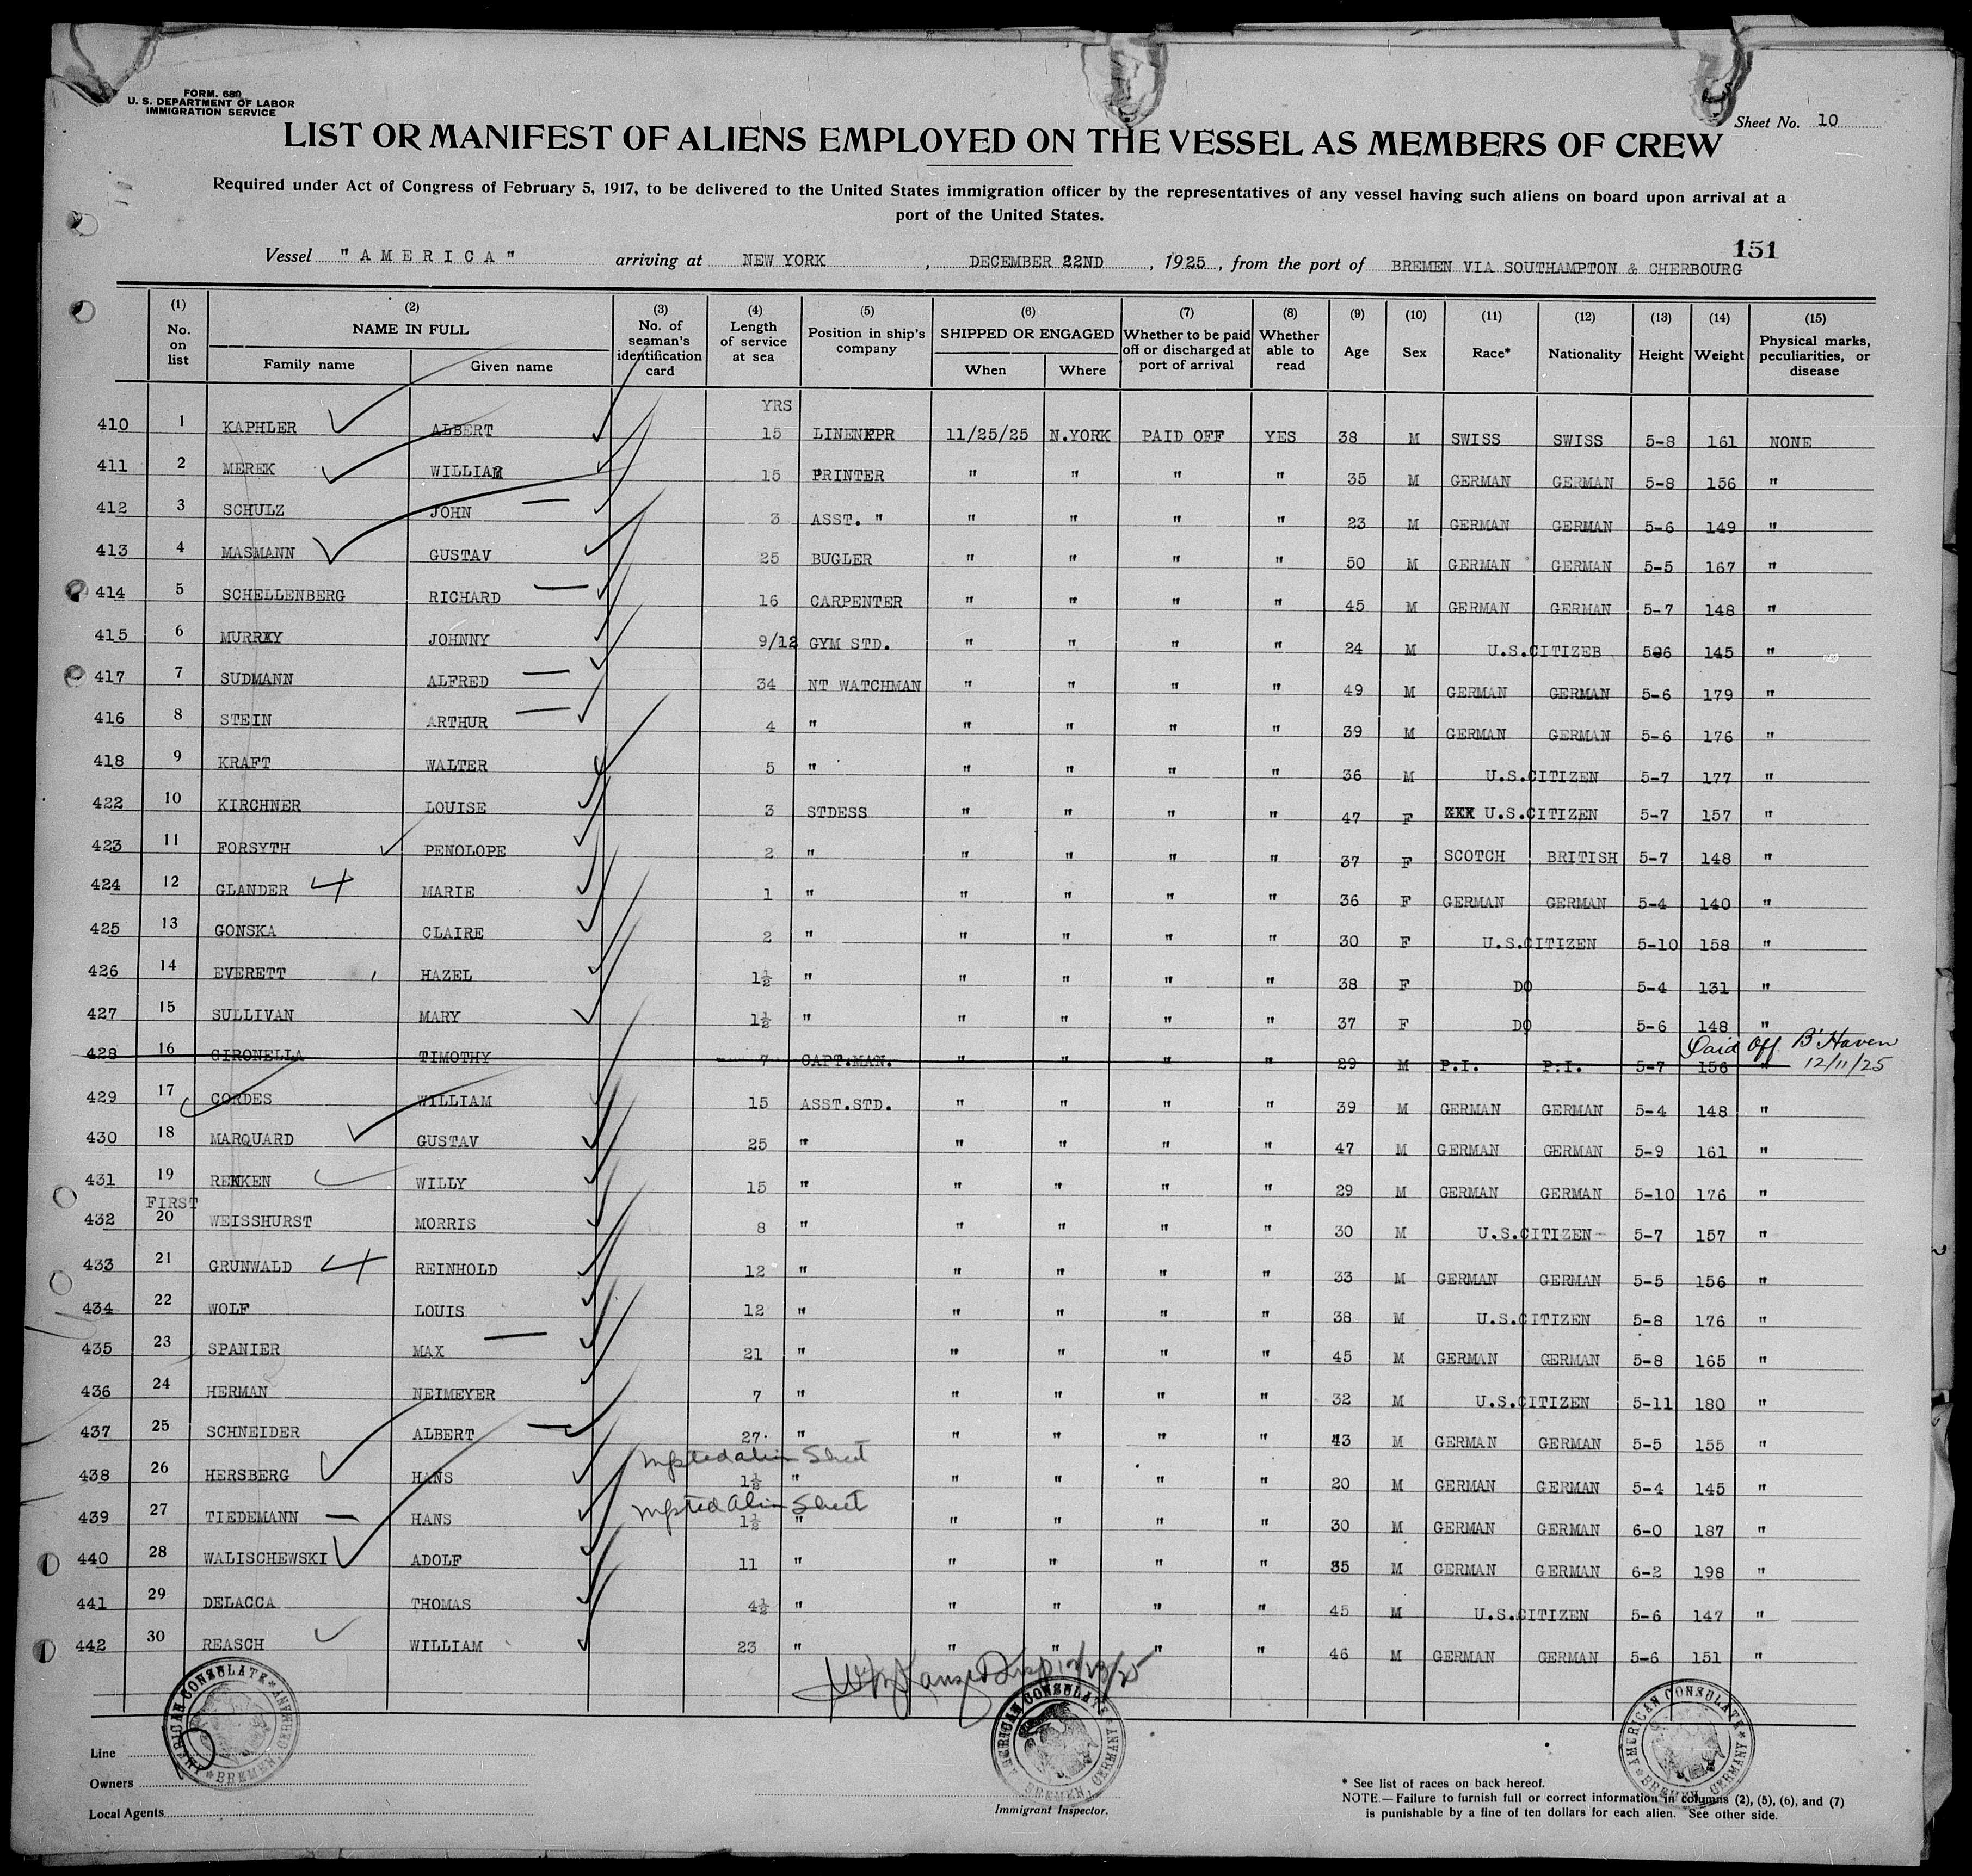 FORM. 680
U. S. DEPARTMENT OF LABOR
IMMIGRATION SERVICE
Sheet No. 10
LIST OR MANIFEST OF ALIENS EMPLOYED ON THE VESSEL AS MEMBERS OF CREW
Required under Act of Congress of February 5, 1917, to be delivered to the United States immigration officer by the representatives of any vessel having such aliens on board upon arrival at a
port of the United States.
151
Vessel "AMERICA" arriving at NEW YORK, DECEMBER 22ND, 1925, from the port of BREMEN VIA SOUTHAMPTON & CHERBOURG
(1) (2) (3) (4) (5) (6) (7) (8) (9) (10) (11) (12) (13) (14) (15)
No. on list NAME IN FULL Family name Given name No. of seaman's identification card Length of service at sea Position in ship's company SHIPPED OR ENGAGED When Where Whether to be paid off or discharged at port of arrival Whether able to read Age Sex Race* Nationality Height Weight Physical marks, peculiarities, or disease
YRS
410 1 KAPHLER ALBERT 15 LINENKPR 11/25/25 N.YORK PAID OFF YES 38 M SWISS SWISS 5-8 161 NONE
411 2 MEREK WILLIAM 15 PRINTER " " " " 35 M GERMAN GERMAN 5-8 156 "
412 3 SCHULZ JOHN 3 ASST. " " " " " 23 M GERMAN GERMAN 5-6 149 "
413 4 MASMANN GUSTAV 25 BUGLER " " " " 50 M GERMAN GERMAN 5-5 167 "
414 5 SCHELLENBERG RICHARD 16 CARPENTER " " " " 45 M GERMAN GERMAN 5-7 148 "
415 6 MURRAY JOHNNY 9/12 GYM STD. " " " " 24 M U.S.CITIZEB 506 145 "
417 7 SUDMANN ALFRED 34 NT WATCHMAN " " " " 49 M GERMAN GERMAN 5-6 179 "
416 8 STEIN ARTHUR 4 " " " " " 39 M GERMAN GERMAN 5-6 176 "
418 9 KRAFT WALTER 5 " " " " " 36 M U.S.CITIZEN 5-7 177 "
422 10 KIRCHNER LOUISE 3 STDESS " " " " 47 F U.S.CITIZEN 5-7 157 "
423 11 FORSYTH PENOLOPE 2 " " " " " 37 F SCOTCH BRITISH 5-7 148 "
424 12 GLANDER MARIE 1 " " " " " 36 F GERMAN GERMAN 5-4 140 "
425 13 GONSKA CLAIRE 2 " " " " " 30 F U.S.CITIZEN 5-10 158 "
426 14 EVERETT HAZEL 1½ " " " " " 38 F DO 5-4 131 "
427 15 SULLIVAN MARY 1½ " " " " " 37 F DO 5-6 148 "
428 16 GIRONELLA TIMOTHY 7 CAPT.MAN. " " " " 29 M P.I. P.I. 5-7 156 " Paid Off B'Haven 12/11/25
429 17 CORDES WILLIAM 15 ASST.STD. " " " " 39 M GERMAN GERMAN 5-4 148 "
430 18 MARQUARD GUSTAV 25 " " " " " 47 M GERMAN GERMAN 5-9 161 "
431 19 RENKEN WILLY 15 " " " " " 29 M GERMAN GERMAN 5-10 176 "
FIRST
432 20 WEISSHURST MORRIS 8 " " " " " 30 M U.S.CITIZEN 5-7 157 "
433 21 GRUNWALD REINHOLD 12 " " " " " 33 M GERMAN GERMAN 5-5 156 "
434 22 WOLF LOUIS 12 " " " " " 38 M U.S.CITIZEN 5-8 176 "
435 23 SPANIER MAX 21 " " " " " 45 M GERMAN GERMAN 5-8 165 "
436 24 HERMAN NEIMEYER 7 " " " " " 32 M U.S.CITIZEN 5-11 180 "
437 25 SCHNEIDER ALBERT 27 " " " " " 43 M GERMAN GERMAN 5-5 155 "
Sheet
438 26 HERSBERG HANS 1½ " " " " " 20 M GERMAN GERMAN 5-4 145 "
Sheet
439 27 TIEDEMANN HANS 1½ " " " " " 30 M GERMAN GERMAN 6-0 187 "
440 28 WALISCHEWSKI ADOLF 11 " " " " " 35 M GERMAN GERMAN 6-2 198 "
441 29 DELACCA THOMAS 4½ " " " " " 45 M U.S.CITIZEN 5-6 147 "
442 30 REASCH WILLIAM 23 " " " " " 46 M GERMAN GERMAN 5-6 151 "
AMERICAN CONSULATE BREMEN, GERMANY
AMERICAN CONSULATE BREMEN, GERMANY
AMERICAN CONSULATE BREMEN, GERMANY
Line
Owners
Local Agents
Immigrant Inspector.
* See list of races on back hereof.
NOTE.—Failure to furnish full or correct information in columns (2), (5), (6), and (7)
is punishable by a fine of ten dollars for each alien. See other side.